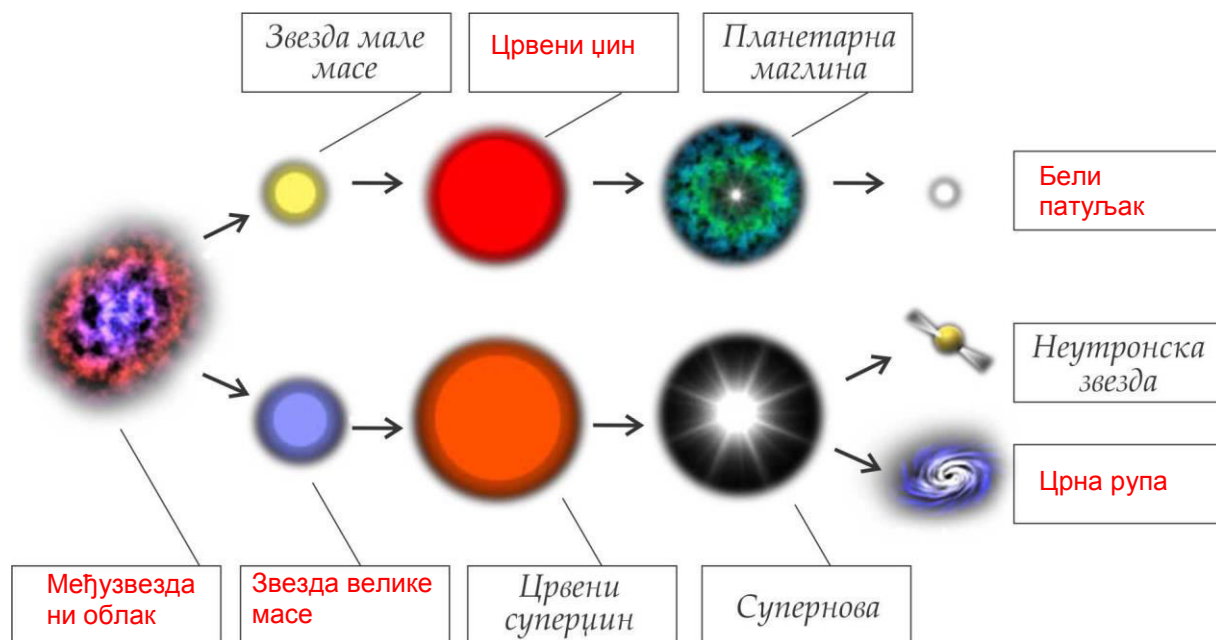 Звезда мале
масе
Црвени џин
Планетарна
маглина
Бели
патуљак
Неутронска
звезда
Црна рупа
Међузвезда
ни облак
Звезда велике
масе
Црвени
суперџин
Супернова